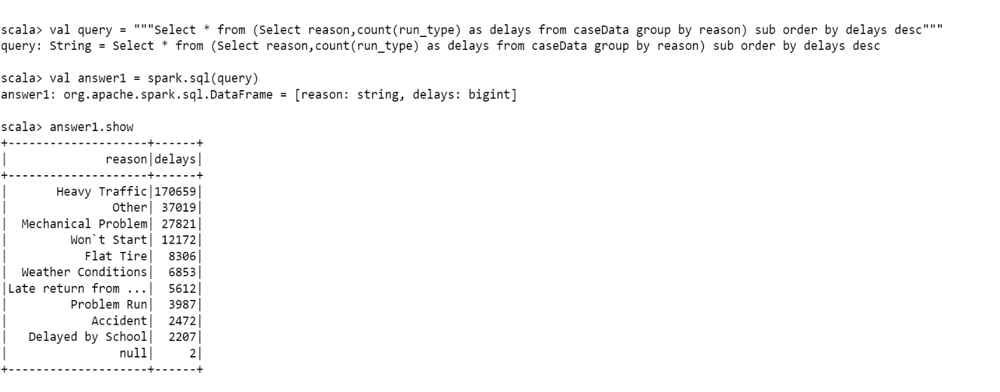 scala> val query = """Select * from (Select reason,count(run_type) as delays from caseData group by reason) sub order by delays desc"""
query: String = Select * from (Select reason,count(run_type) as delays from caseData group by reason) sub order by delays desc
scala> val answer1 = spark.sql(query)
answer1: org.apache.spark.sql.DataFrame = [reason: string, delays: bigint]
scala> answer1.show
+--------------------+------+
|              reason|delays|
+--------------------+------+
|       Heavy Traffic|170659|
|               Other| 37019|
|  Mechanical Problem| 27821|
|         Won`t Start| 12172|
|           Flat Tire|  8306|
|  Weather Conditions|  6853|
|Late return from ...|  5612|
|         Problem Run|  3987|
|            Accident|  2472|
|   Delayed by School|  2207|
|                null|     2|
+--------------------+------+